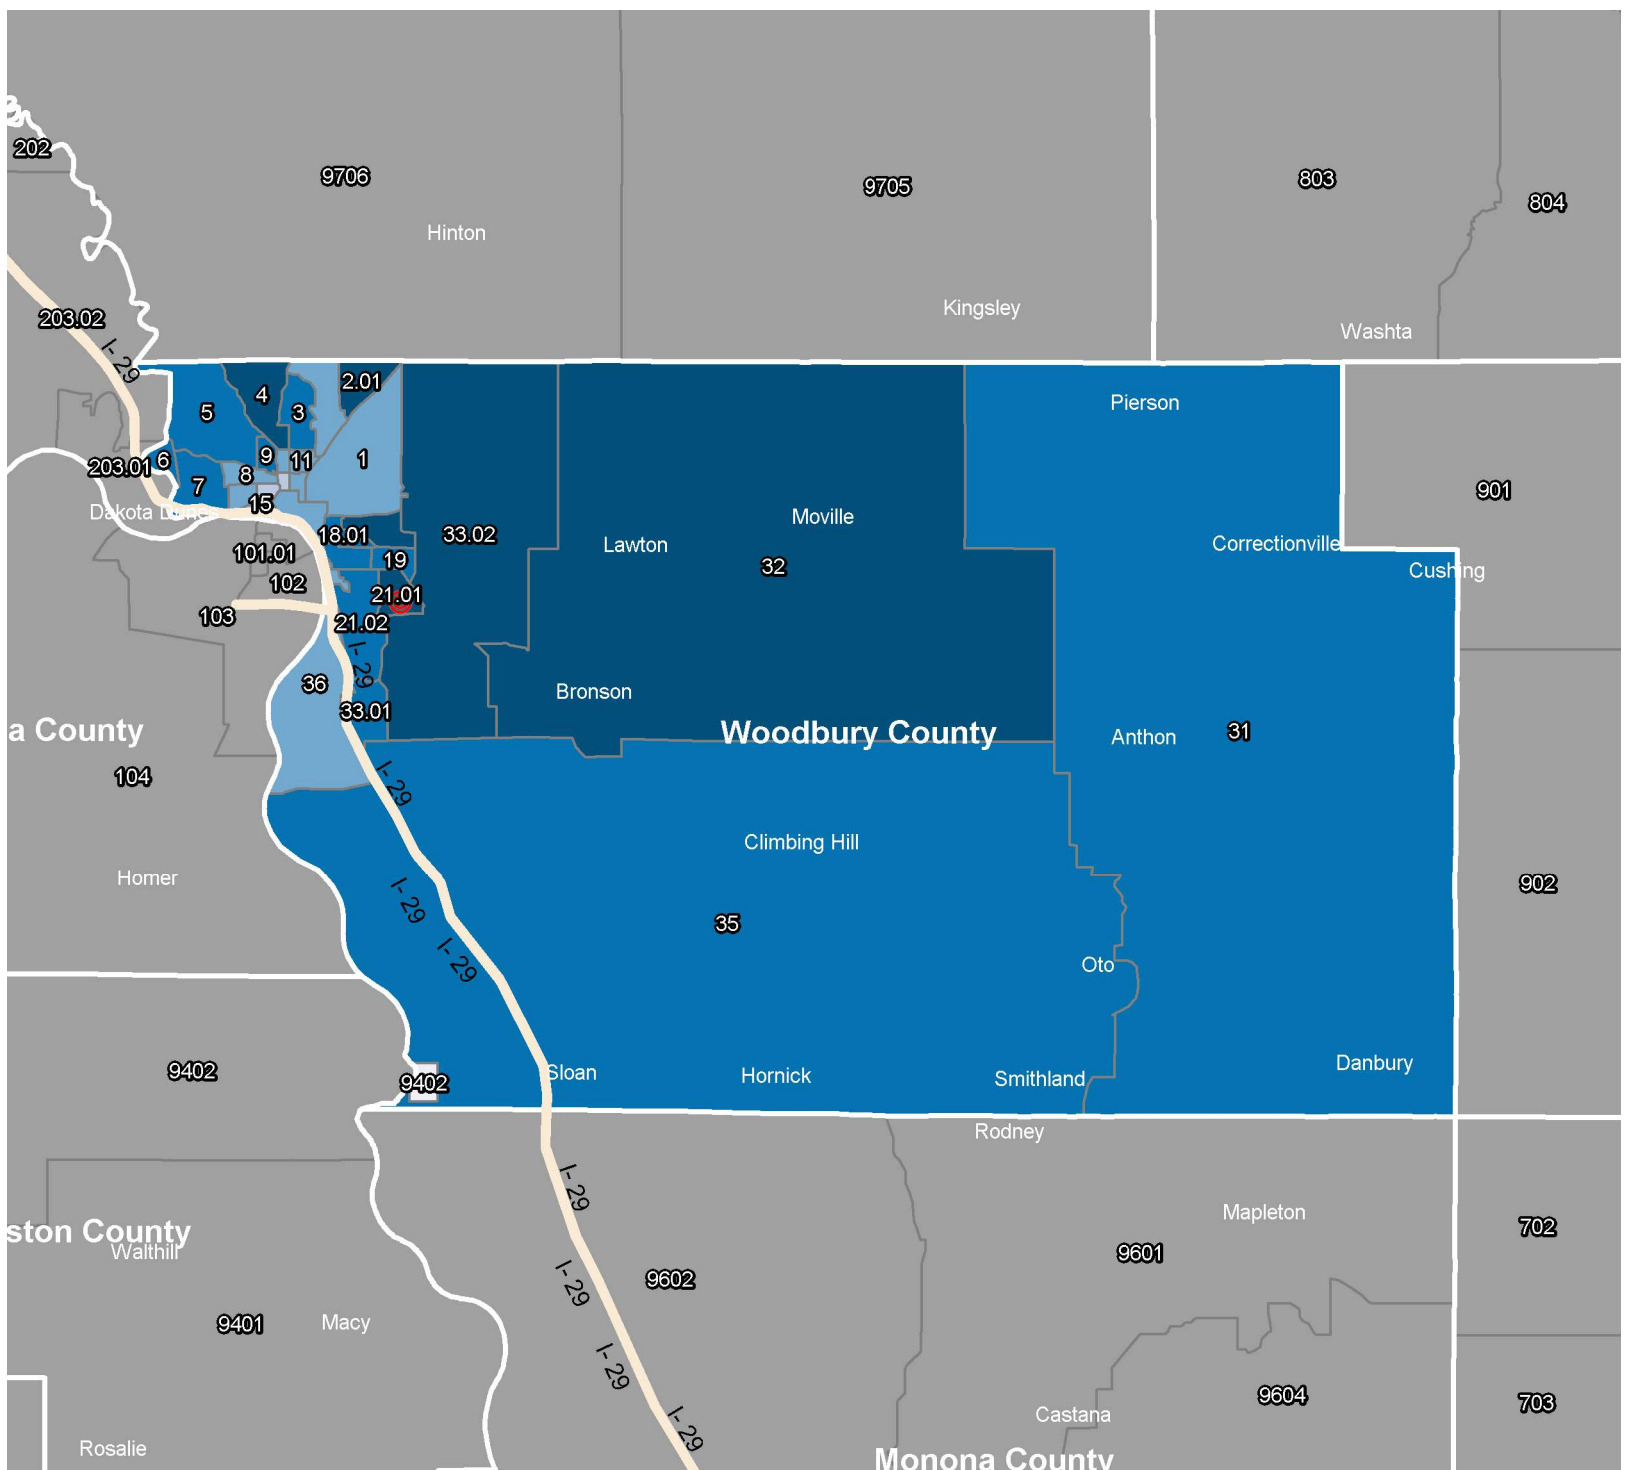 202
9706
9705
803
804
Hinton
Kingsley
203.02
Washta
I-29
4
2.01
5
3
Pierson
9
11
1
6
203.01
8
7
15
901
Dakota Dunes
Moville
18.01
33.02
Lawton
Correctionville
101.01
19
32
Cushing
102
21.01
103
21.02
I-29
36
Bronson
33.01
a County
Woodbury County
Anthon
31
104
I-29
Climbing Hill
Homer
902
I-29
35
I-29
Oto
9402
9402
Sloan
Hornick
Smithland
Danbury
Rodney
I-29
ston County
Walthill
Mapleton
702
9601
I-29
9602
9401
Macy
I-29
9604
703
Castana
I-29
Rosalie
Monona County